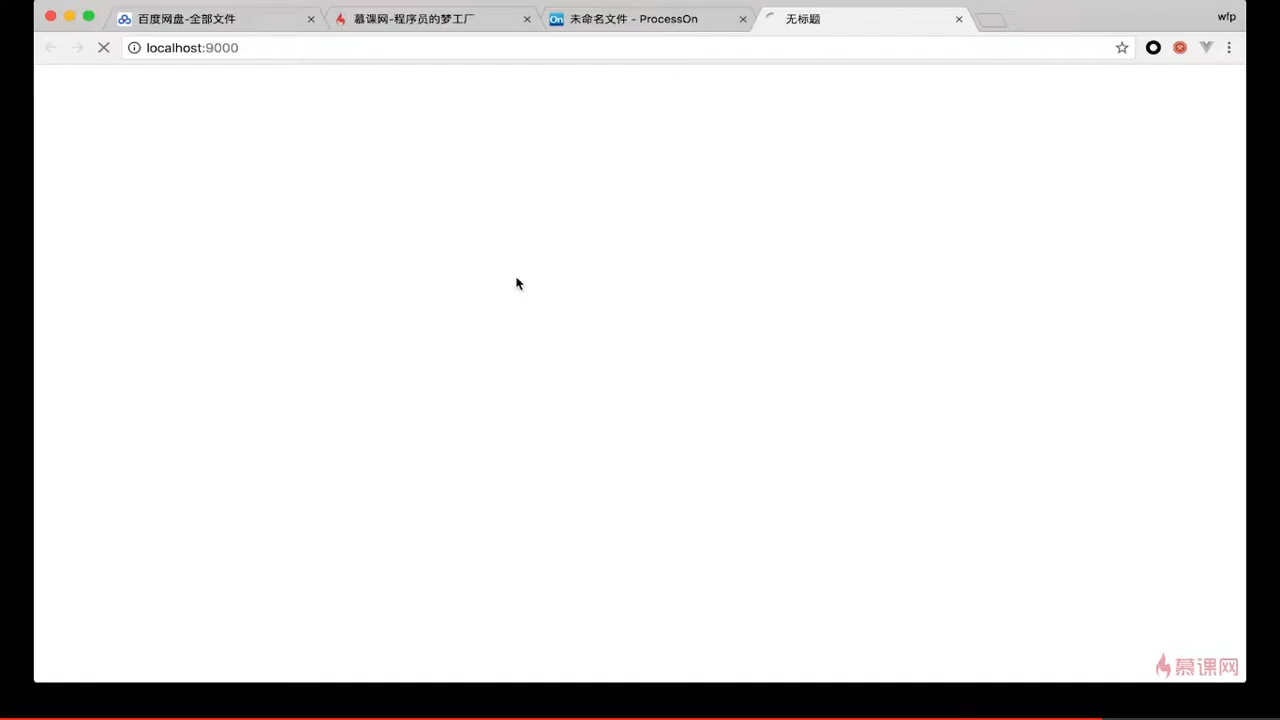 百度网盘-全部文件
慕课网-程序员的梦工厂
On 未命名文件 - ProcessOn
无标题
wfp
localhost:9000
慕课网